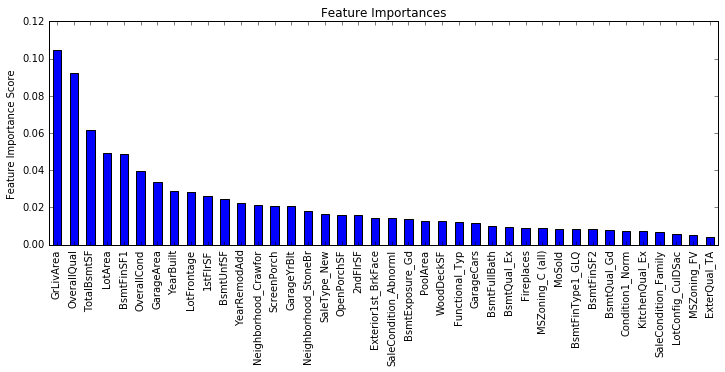 Feature Importances
0.12
0.10
0.08
0.06
0.04
0.02
0.00
Feature Importance Score
GrLivArea
OverallQual
TotalBsmtSF
LotArea
BsmtFinSF1
OverallCond
GarageArea
YearBuilt
LotFrontage
1stFlrSF
BsmtUnfSF
YearRemodAdd
Neighborhood_Crawfor
ScreenPorch
GarageYrBlt
Neighborhood_StoneBr
SaleType_New
OpenPorchSF
2ndFlrSF
Exterior1st_BrkFace
SaleCondition_Abnorml
BsmtExposure_Gd
PoolArea
WoodDeckSF
Functional_Typ
GarageCars
BsmtFullBath
BsmtQual_Ex
Fireplaces
MSZoning_C (all)
MoSold
BsmtFinType1_GLQ
BsmtFinSF2
BsmtQual_Gd
Condition1_Norm
KitchenQual_Ex
SaleCondition_Family
LotConfig_CulDSac
MSZoning_FV
ExterQual_TA